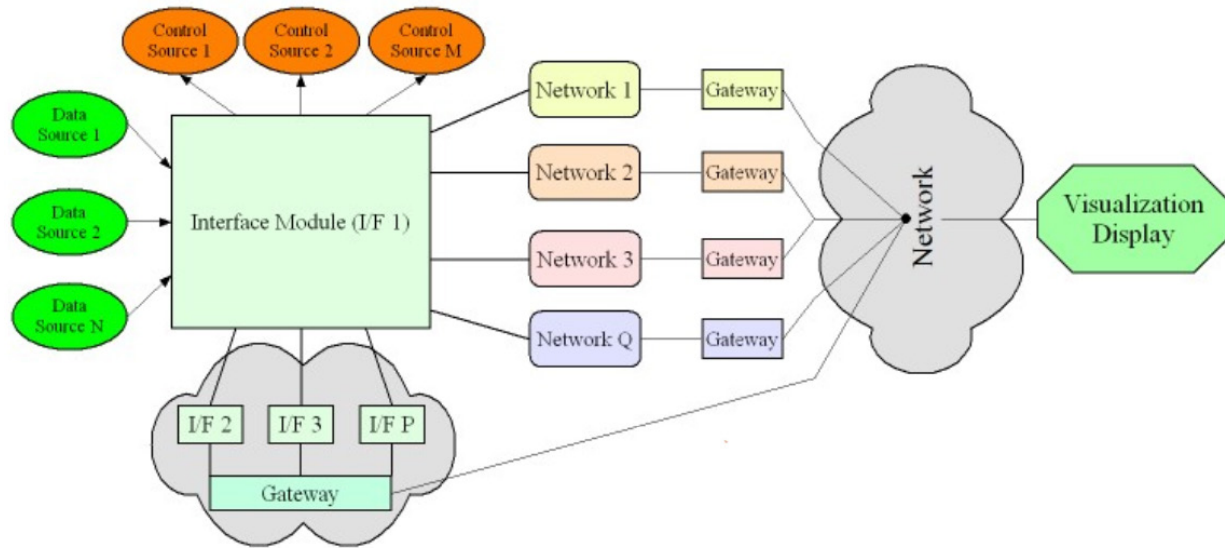 Control
Source 1
Control
Source 2
Control
Source M
Data
Source 1
Data
Source 2
Data
Source N
Interface Module (I/F 1)
Network 1
Gateway
Network 2
Gateway
Network 3
Gateway
Network Q
Gateway
Network
Visualization
Display
I/F 2
I/F 3
I/F P
Gateway